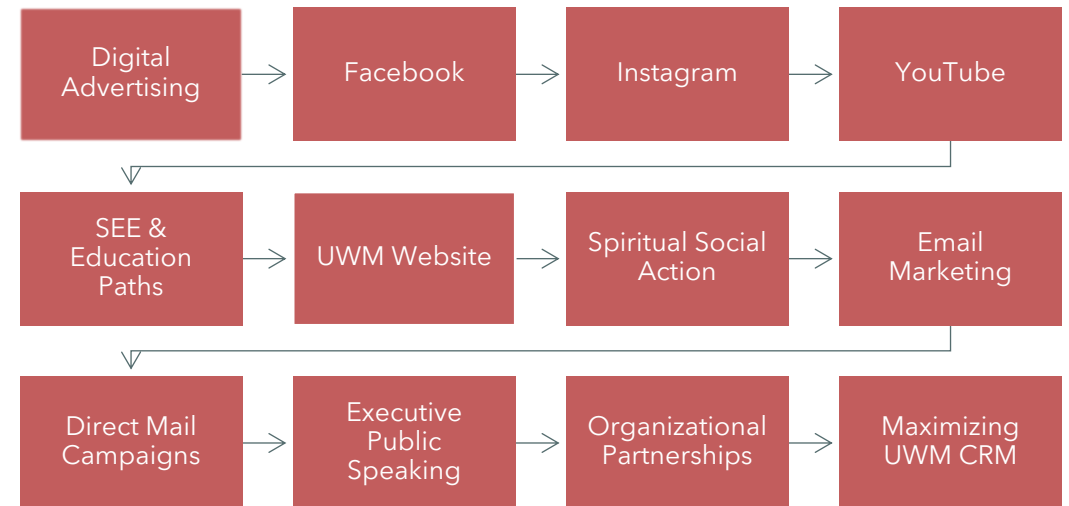 Digital
Advertising
Facebook
Instagram
YouTube
SEE &
Education
Paths
UWM Website
Spiritual Social
Action
Email
Marketing
Direct Mail
Campaigns
Executive
Public
Speaking
Organizational
Partnerships
Maximizing
UWM CRM